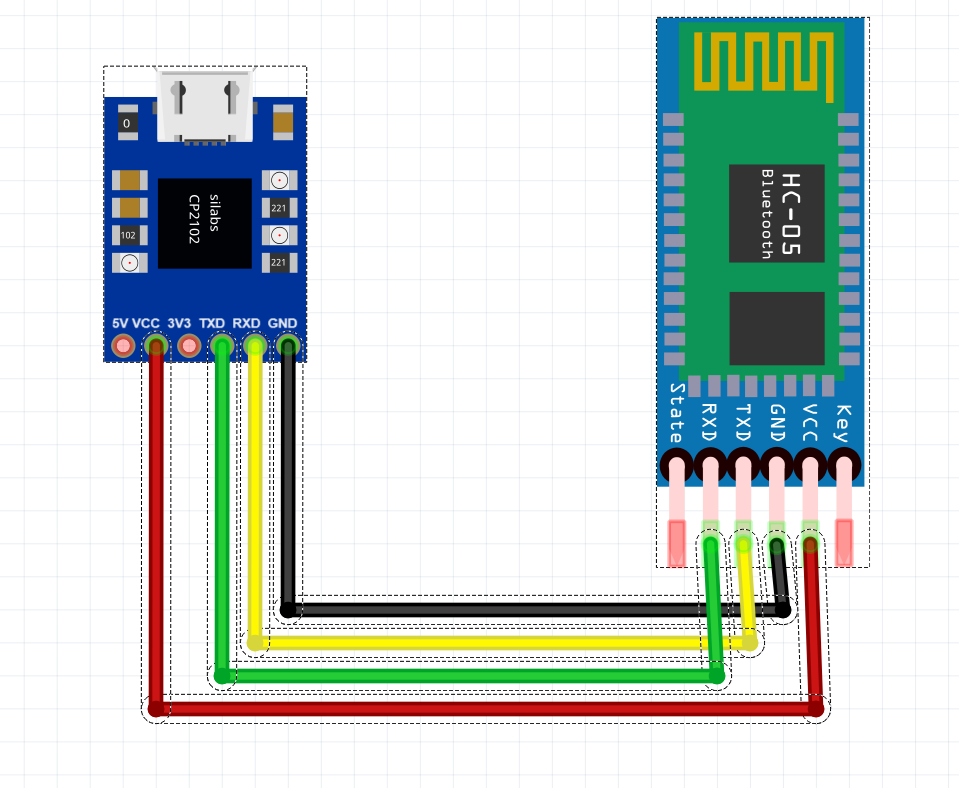 0
silabs
CP2102
221
102
221
5V VCC 3V3 TXD RXD GND
HC-05
Bluetooth
State
RXD
TXD
GND
VCC
Key